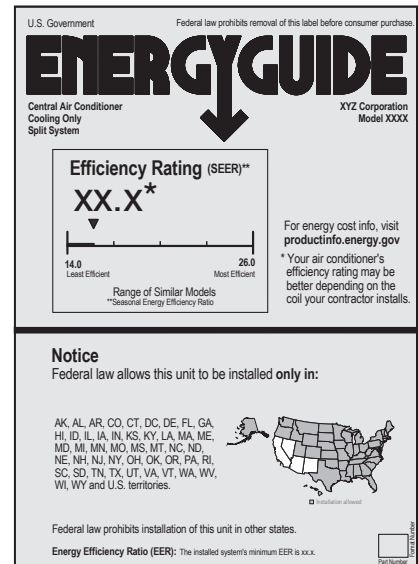 U.S. Government
Federal law prohibits removal of this label before consumer purchase.
ENERGYGUIDE
Central Air Conditioner
Cooling Only
Split System
XYZ Corporation
Model XXXX
Efficiency Rating (SEER)**
XX.X*
14.0
Least Efficient
26.0
Most Efficient
Range of Similar Models
**Seasonal Energy Efficiency Ratio
For energy cost info, visit
productinfo.energy.gov
* Your air conditioner's
efficiency rating may be
better depending on the
coil your contractor installs.
Notice
Federal law allows this unit to be installed only in:
AK, AL, AR, CO, CT, DC, DE, FL, GA,
HI, ID, IL, IA, IN, KS, KY, LA, MA, ME,
MD, MI, MN, MO, MS, MT, NC, ND,
NE, NH, NJ, NY, OH, OK, OR, PA, RI,
SC, SD, TN, TX, UT, VA, VT, WA, WV,
WI, WY and U.S. territories.
Installation allowed
Federal law prohibits installation of this unit in other states.
Energy Efficiency Ratio (EER): The installed system's minimum EER is xx.x.
Part Number